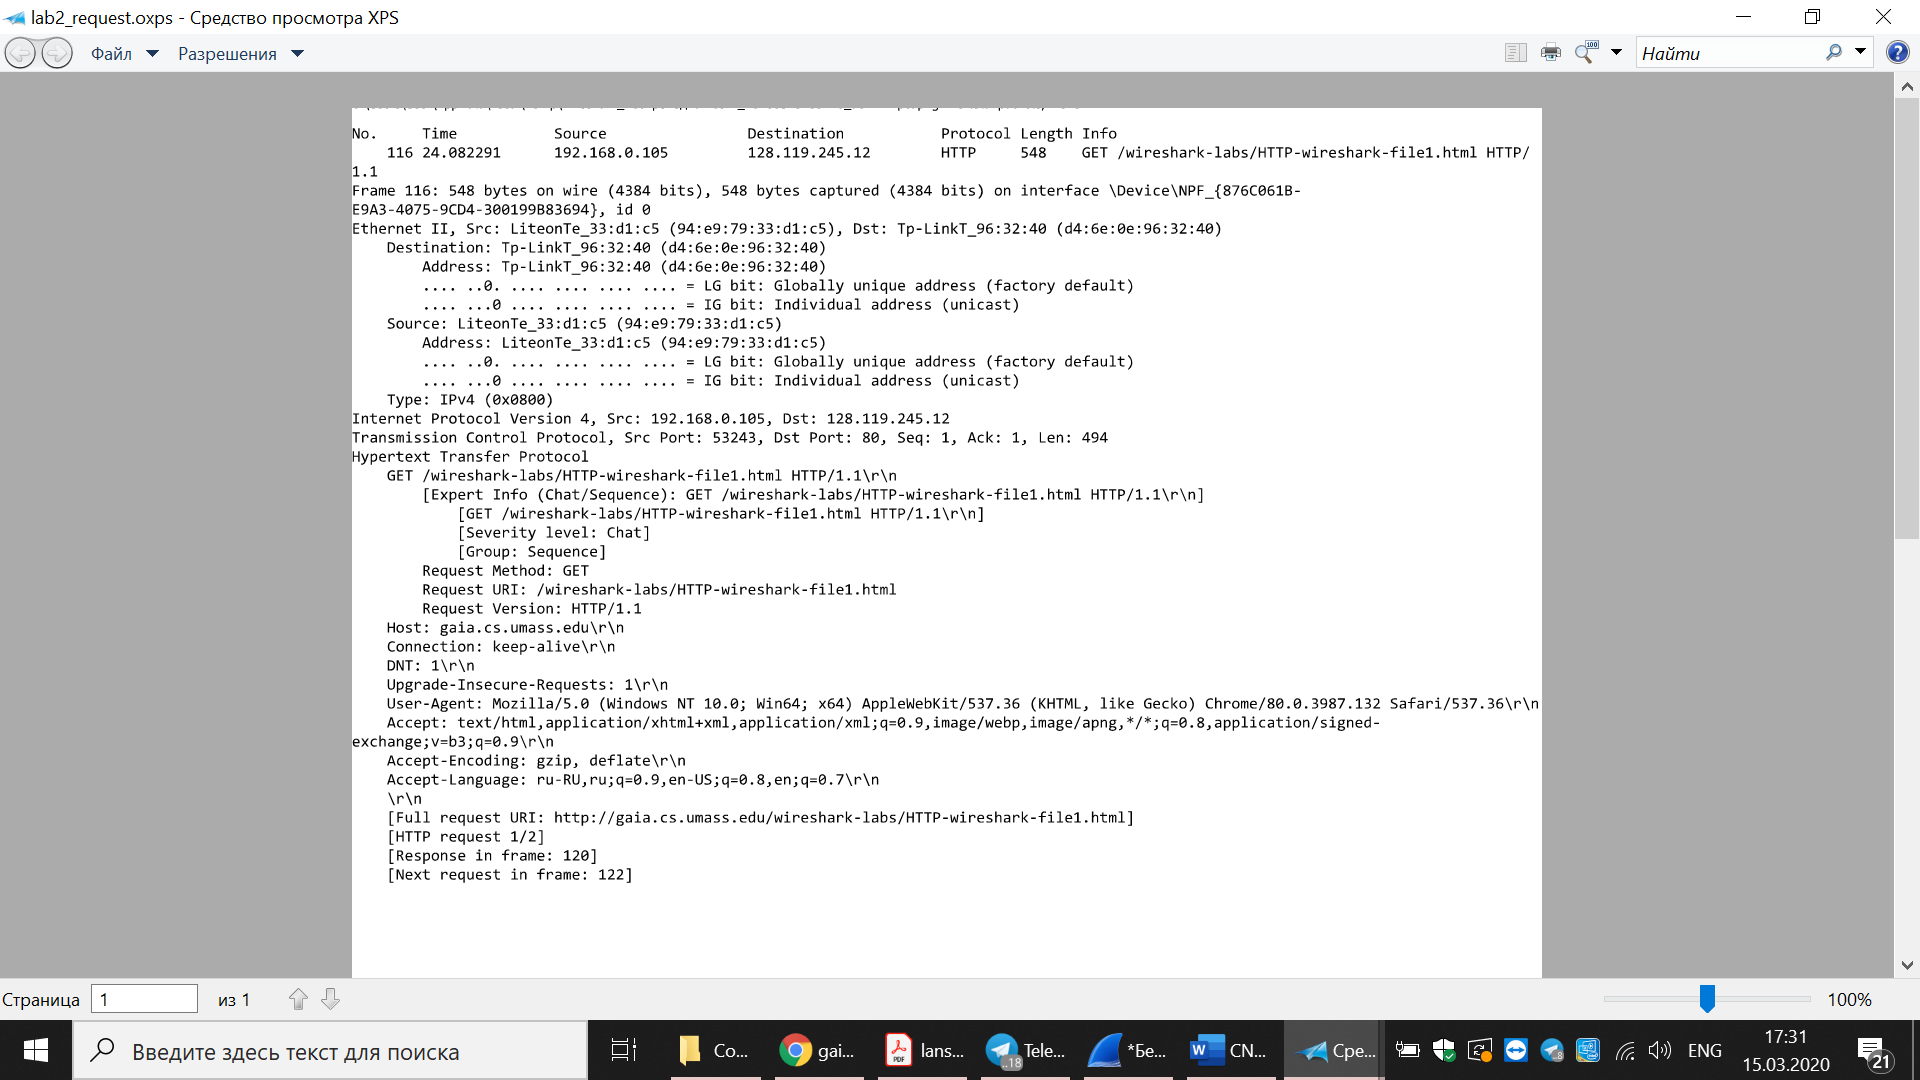 lab2_request.oxps - Средство просмотра XPS
Файл Разрешения 100 Найти ?
No. Time Source Destination Protocol Length Info
116 24.082291 192.168.0.105 128.119.245.12 HTTP 548 GET /wireshark-labs/HTTP-wireshark-file1.html HTTP/
1.1
Frame 116: 548 bytes on wire (4384 bits), 548 bytes captured (4384 bits) on interface \Device\NPF_{876C061B-
E9A3-4075-9CD4-300199B83694}, id 0
Ethernet II, Src: LiteonTe_33:d1:c5 (94:e9:79:33:d1:c5), Dst: Tp-LinkT_96:32:40 (d4:6e:0e:96:32:40)
Destination: Tp-LinkT_96:32:40 (d4:6e:0e:96:32:40)
Address: Tp-LinkT_96:32:40 (d4:6e:0e:96:32:40)
.... ..0. .... .... .... .... = LG bit: Globally unique address (factory default)
.... ...0 .... .... .... .... = IG bit: Individual address (unicast)
Source: LiteonTe_33:d1:c5 (94:e9:79:33:d1:c5)
Address: LiteonTe_33:d1:c5 (94:e9:79:33:d1:c5)
.... ..0. .... .... .... .... = LG bit: Globally unique address (factory default)
.... ...0 .... .... .... .... = IG bit: Individual address (unicast)
Type: IPv4 (0x0800)
Internet Protocol Version 4, Src: 192.168.0.105, Dst: 128.119.245.12
Transmission Control Protocol, Src Port: 53243, Dst Port: 80, Seq: 1, Ack: 1, Len: 494
Hypertext Transfer Protocol
GET /wireshark-labs/HTTP-wireshark-file1.html HTTP/1.1\r\n
[Expert Info (Chat/Sequence): GET /wireshark-labs/HTTP-wireshark-file1.html HTTP/1.1\r\n]
[GET /wireshark-labs/HTTP-wireshark-file1.html HTTP/1.1\r\n]
[Severity level: Chat]
[Group: Sequence]
Request Method: GET
Request URI: /wireshark-labs/HTTP-wireshark-file1.html
Request Version: HTTP/1.1
Host: gaia.cs.umass.edu\r\n
Connection: keep-alive\r\n
DNT: 1\r\n
Upgrade-Insecure-Requests: 1\r\n
User-Agent: Mozilla/5.0 (Windows NT 10.0; Win64; x64) AppleWebKit/537.36 (KHTML, like Gecko) Chrome/80.0.3987.132 Safari/537.36\r\n
Accept: text/html,application/xhtml+xml,application/xml;q=0.9,image/webp,image/apng,*/*;q=0.8,application/signed-
exchange;v=b3;q=0.9\r\n
Accept-Encoding: gzip, deflate\r\n
Accept-Language: ru-RU,ru;q=0.9,en-US;q=0.8,en;q=0.7\r\n
\r\n
[Full request URI: http://gaia.cs.umass.edu/wireshark-labs/HTTP-wireshark-file1.html]
[HTTP request 1/2]
[Response in frame: 120]
[Next request in frame: 122]
Страница 1 из 1 100%
Введите здесь текст для поиска Co... gai... PDF lans... ..18 Tele... *Бе... W CN... Сре... ENG 17:31
15.03.2020 21